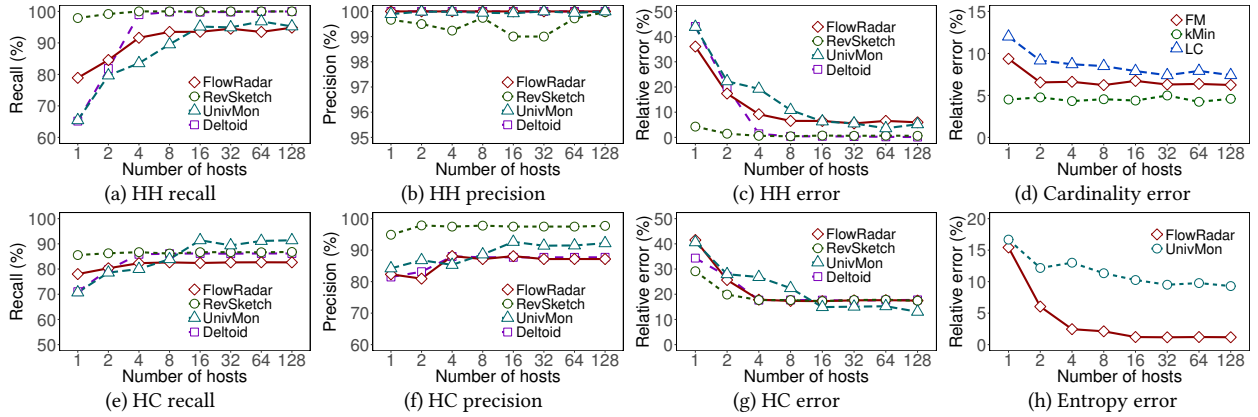 Recall (%)
100
90
80
70
60
FlowRadar
RevSketch
UnivMon
Deltoid
1 2 4 8 16 32 64 128
Number of hosts
(a) HH recall
Precision (%)
100
99
98
97
96
95
FlowRadar
RevSketch
UnivMon
Deltoid
1 2 4 8 16 32 64 128
Number of hosts
(b) HH precision
Relative error (%)
50
40
30
20
10
0
FlowRadar
RevSketch
UnivMon
Deltoid
1 2 4 8 16 32 64 128
Number of hosts
(c) HH error
Relative error (%)
15
10
5
0
FM
kMin
LC
1 2 4 8 16 32 64 128
Number of hosts
(d) Cardinality error
Recall (%)
100
90
80
70
60
50
FlowRadar
RevSketch
UnivMon
Deltoid
1 2 4 8 16 32 64 128
Number of hosts
(e) HC recall
Precision (%)
100
90
80
70
60
FlowRadar
RevSketch
UnivMon
Deltoid
1 2 4 8 16 32 64 128
Number of hosts
(f) HC precision
Relative error (%)
50
40
30
20
10
0
FlowRadar
RevSketch
UnivMon
Deltoid
1 2 4 8 16 32 64 128
Number of hosts
(g) HC error
Relative error (%)
20
15
10
5
0
FlowRadar
UnivMon
1 2 4 8 16 32 64 128
Number of hosts
(h) Entropy error